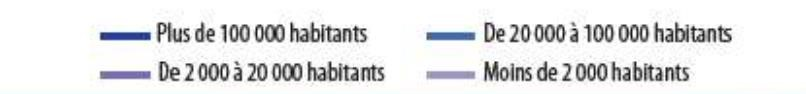 Plus de 100 000 habitants
De 20 000 à 100 000 habitants
De 2 000 à 20 000 habitants
Moins de 2 000 habitants